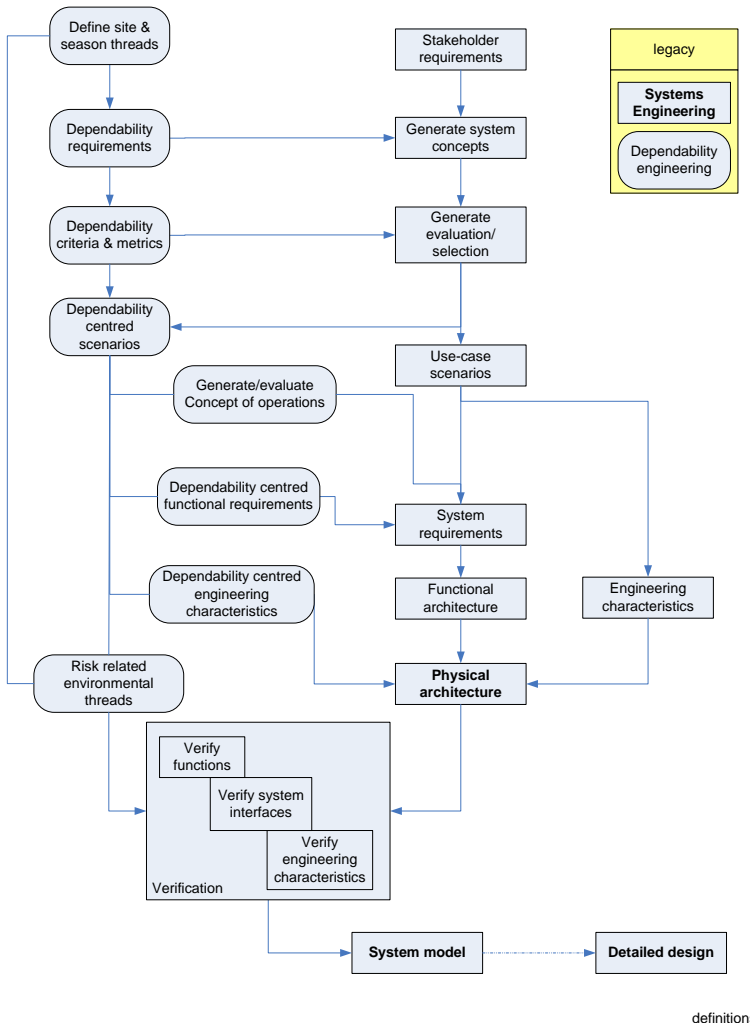 Define site &
season threads
Stakeholder
requirements
legacy
Systems
Engineering
Dependability
engineering
Dependability
requirements
Generate system
concepts
Dependability
criteria & metrics
Generate
evaluation/
selection
Dependability
centred
scenarios
Use-case
scenarios
Generate/evaluate
Concept of operations
Dependability centred
functional requirements
System
requirements
Dependability centred
engineering
characteristics
Functional
architecture
Engineering
characteristics
Risk related
environmental
threads
Physical
architecture
Verify
functions
Verify system
interfaces
Verify
engineering
characteristics
Verification
System model
Detailed design
definition